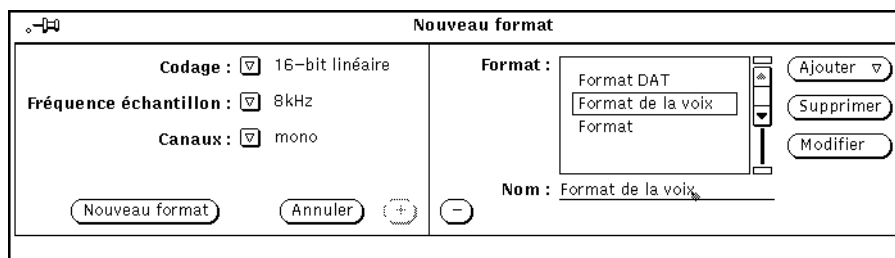 Nouveau format
Codage : 16-bit linéaire
Fréquence échantillon : 8kHz
Canaux : mono
Nouveau format
Annuler
+
Format :
Format DAT
Format de la voix
Format
Ajouter
Supprimer
Modifier
Nom : Format de la voix
−